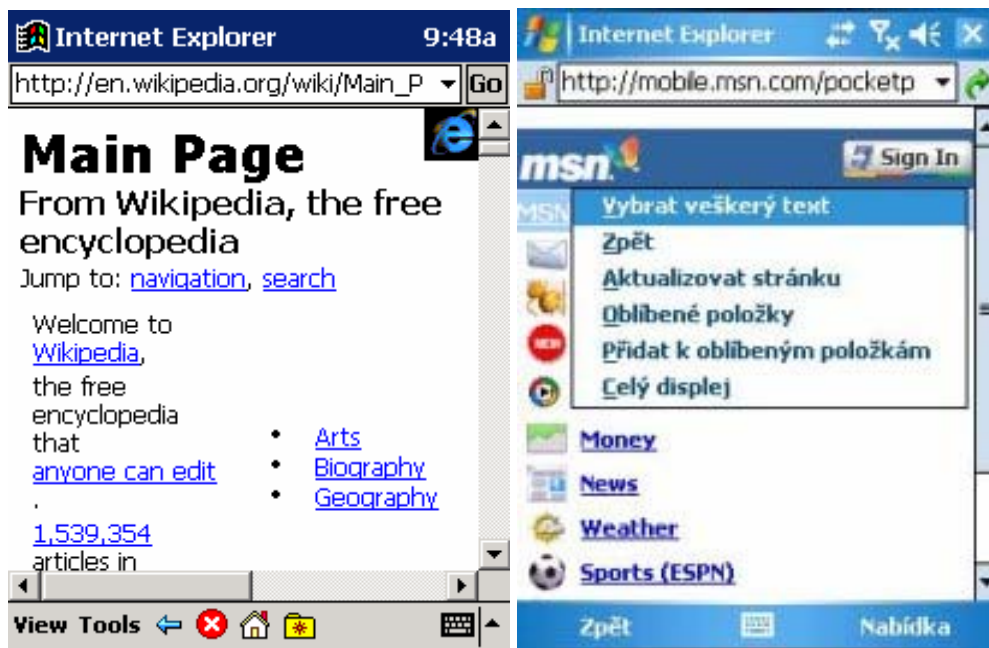 Internet Explorer 9:48a
http://en.wikipedia.org/wiki/Main_P Go
Main Page
From Wikipedia, the free
encyclopedia
Jump to: navigation, search
Welcome to
Wikipedia,
the free
encyclopedia
that
anyone can edit
.
1,539,354
articles in
• Arts
• Biography
• Geography
View Tools
Internet Explorer
http://mobile.msn.com/pocketp
msn Sign In
MSN
Vybrat veškerý text
Zpět
Aktualizovat stránku
Oblíbené položky
Přidat k oblíbeným položkám
Celý displej
NEW
Money
News
Weather
Sports (ESPN)
Zpět Nabídka